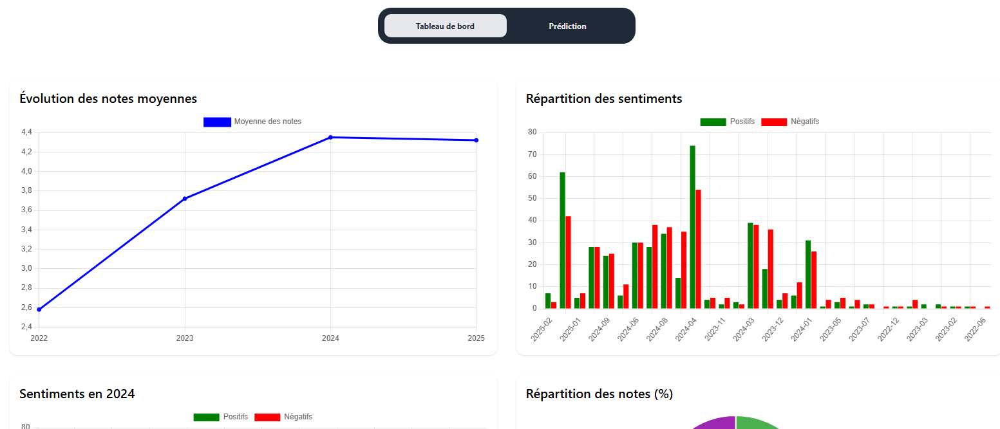 Tableau de bord
Prédiction
Évolution des notes moyennes
Moyenne des notes
4,4
4,2
4,0
3,8
3,6
3,4
3,2
3,0
2,8
2,6
2,4
2022 2023 2024 2025
Répartition des sentiments
Positifs Négatifs
80
70
60
50
40
30
20
10
0
2025-02 2025-01 2024-09 2024-06 2024-08 2024-04 2023-11 2024-03 2023-12 2024-01 2023-05 2023-07 2022-12 2023-03 2023-02 2022-06
Sentiments en 2024
Positifs Négatifs
80
Répartition des notes (%)